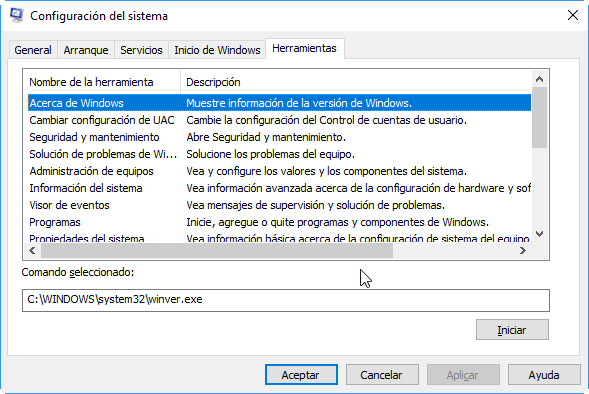 Configuración del sistema
General Arranque Servicios Inicio de Windows Herramientas
Nombre de la herramienta Descripción
Acerca de Windows Muestre información de la versión de Windows.
Cambiar configuración de UAC Cambie la configuración del Control de cuentas de usuario.
Seguridad y mantenimiento Abre Seguridad y mantenimiento.
Solución de problemas de Wi... Solucione los problemas del equipo.
Administración de equipos Vea y configure los valores y los componentes del sistema.
Información del sistema Vea información avanzada acerca de la configuración de hardware y sof
Visor de eventos Vea mensajes de supervisión y solución de problemas.
Programas Inicie, agregue o quite programas y componentes de Windows.
Propiedades del sistema Vea información básica acerca de la configuración de sistema del equipo
Comando seleccionado:
C:\WINDOWS\system32\winver.exe
Iniciar
Aceptar Cancelar Aplicar Ayuda